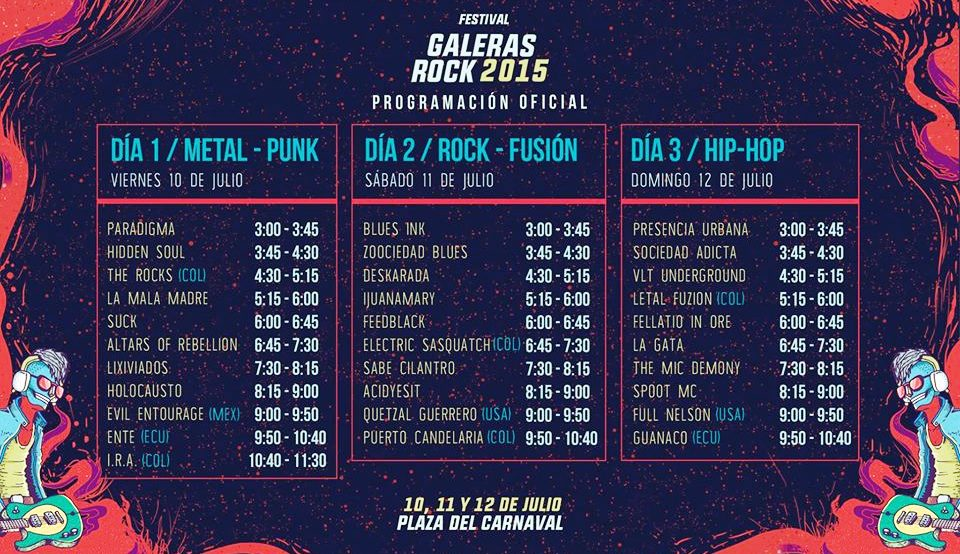 FESTIVAL
GALERAS
ROCK 2015
PROGRAMACIÓN OFICIAL
DÍA 1 / METAL - PUNK
VIERNES 10 DE JULIO
PARADIGMA 3:00 - 3:45
HIDDEN SOUL 3:45 - 4:30
THE ROCKS (COL) 4:30 - 5:15
LA MALA MADRE 5:15 - 6:00
SUCK 6:00 - 6:45
ALTARS OF REBELLION 6:45 - 7:30
LIXIVIADOS 7:30 - 8:15
HOLOCAUSTO 8:15 - 9:00
EVIL ENTOURAGE (MEX) 9:00 - 9:50
ENTE (ECU) 9:50 - 10:40
I.R.A. (COL) 10:40 - 11:30
DÍA 2 / ROCK - FUSIÓN
SÁBADO 11 DE JULIO
BLUES INK 3:00 - 3:45
ZOOCIEDAD BLUES 3:45 - 4:30
DESKARADA 4:30 - 5:15
IJUANAMARY 5:15 - 6:00
FEEDBLACK 6:00 - 6:45
ELECTRIC SASQUATCH (COL) 6:45 - 7:30
SABE CILANTRO 7:30 - 8:15
ACIDYESIT 8:15 - 9:00
QUETZAL GUERRERO (USA) 9:00 - 9:50
PUERTO CANDELARIA (COL) 9:50 - 10:40
DÍA 3 / HIP-HOP
DOMINGO 12 DE JULIO
PRESENCIA URBANA 3:00 - 3:45
SOCIEDAD ADICTA 3:45 - 4:30
VLT UNDERGROUND 4:30 - 5:15
LETAL FUZION (COL) 5:15 - 6:00
FELLATIO IN ORE 6:00 - 6:45
LA GATA 6:45 - 7:30
THE MIC DEMONY 7:30 - 8:15
SPOOT MC 8:15 - 9:00
FULL NELSON (USA) 9:00 - 9:50
GUANACO (ECU) 9:50 - 10:40
10, 11 Y 12 DE JULIO
PLAZA DEL CARNAVAL